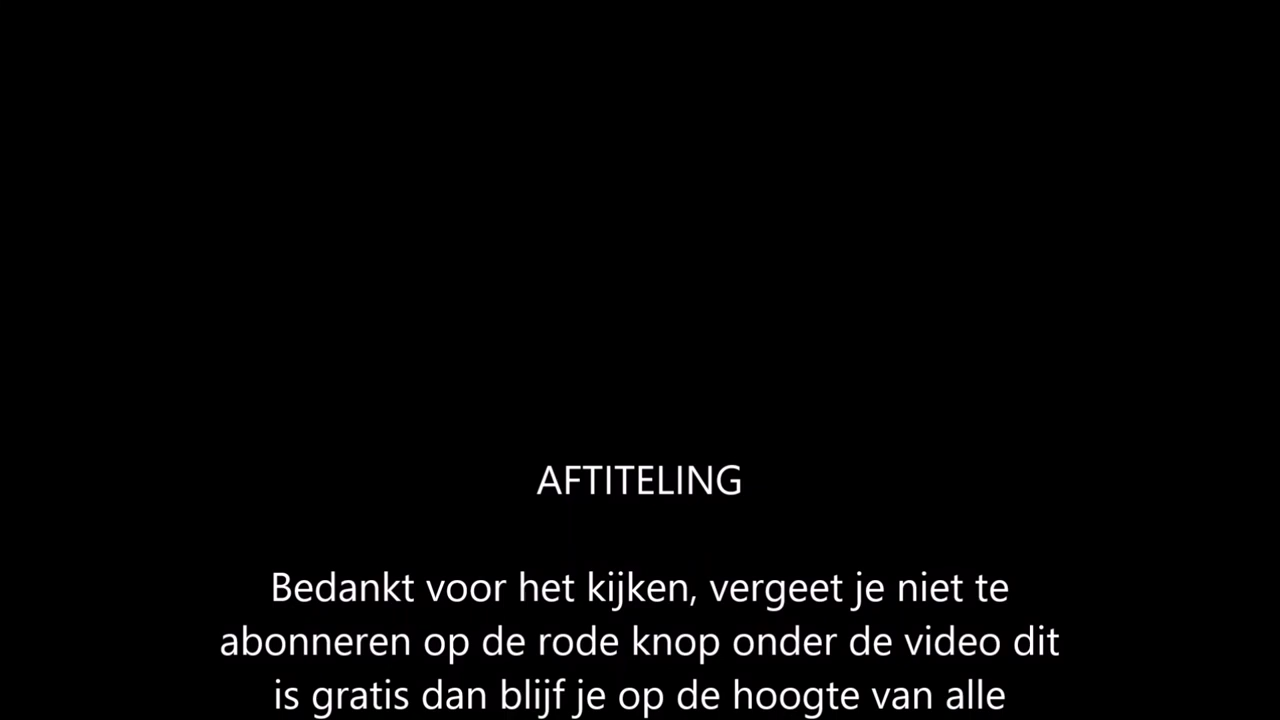 AFTITELING
Bedankt voor het kijken, vergeet je niet te
abonneren op de rode knop onder de video dit
is gratis dan blijf je op de hoogte van alle